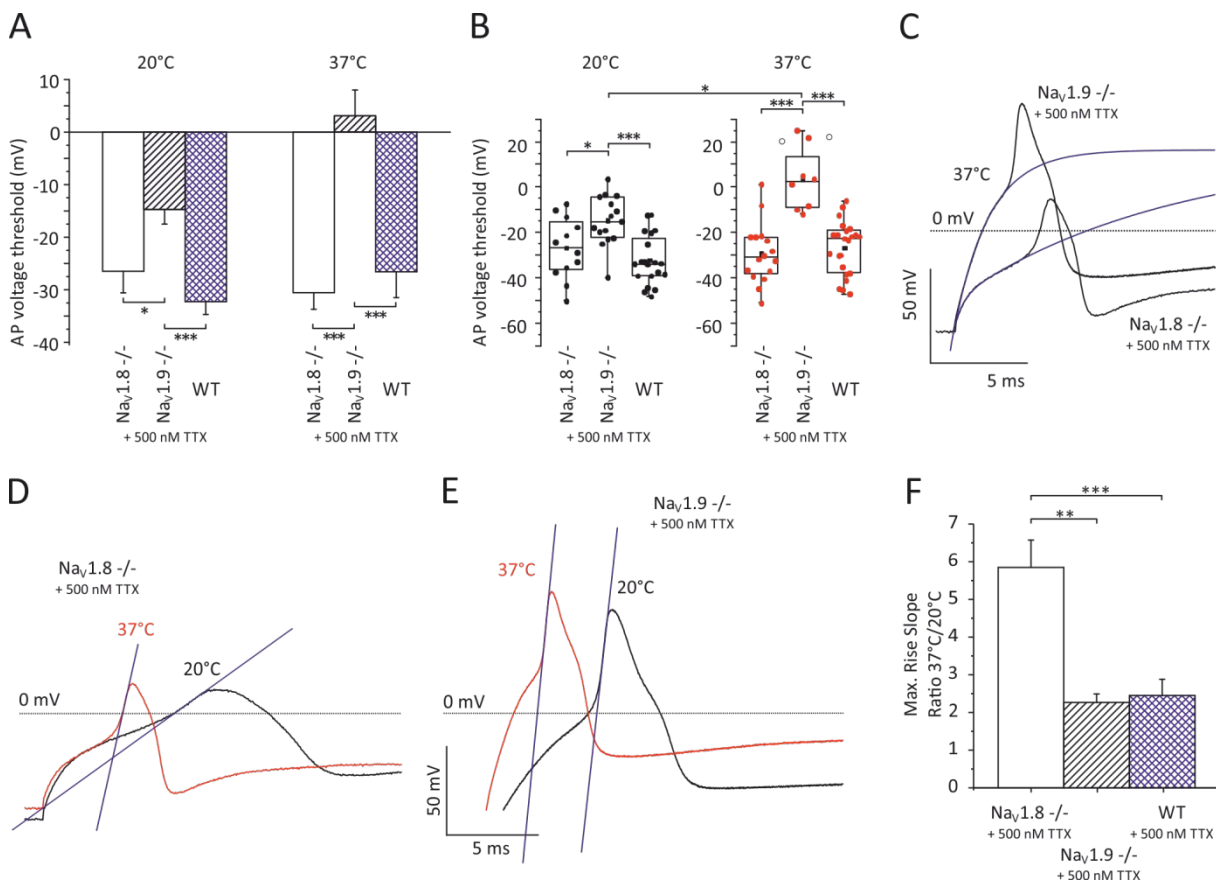 A
20°C 37°C
AP voltage threshold (mV)
10
0
-10
-20
-30
-40
* *** *** ***
Nav1.8 -/- Nav1.9 -/- WT Nav1.8 -/- Nav1.9 -/- WT
+ 500 nM TTX + 500 nM TTX
B
20°C 37°C
*
* *** *** ***
AP voltage threshold (mV)
20 20
0 0
-20 -20
-40 -40
-60 -60
Nav1.8 -/- Nav1.9 -/- WT Nav1.8 -/- Nav1.9 -/- WT
+ 500 nM TTX + 500 nM TTX
C
Nav1.9 -/-
+ 500 nM TTX
37°C
0 mV
50 mV
Nav1.8 -/-
+ 500 nM TTX
5 ms
D
Nav1.8 -/-
+ 500 nM TTX
37°C
20°C
0 mV
E
Nav1.9 -/-
+ 500 nM TTX
37°C
20°C
0 mV
50 mV
5 ms
F
***
**
Max. Rise Slope
Ratio 37°C/20°C
7
6
5
4
3
2
1
0
Nav1.8 -/- WT
+ 500 nM TTX + 500 nM TTX
Nav1.9 -/-
+ 500 nM TTX